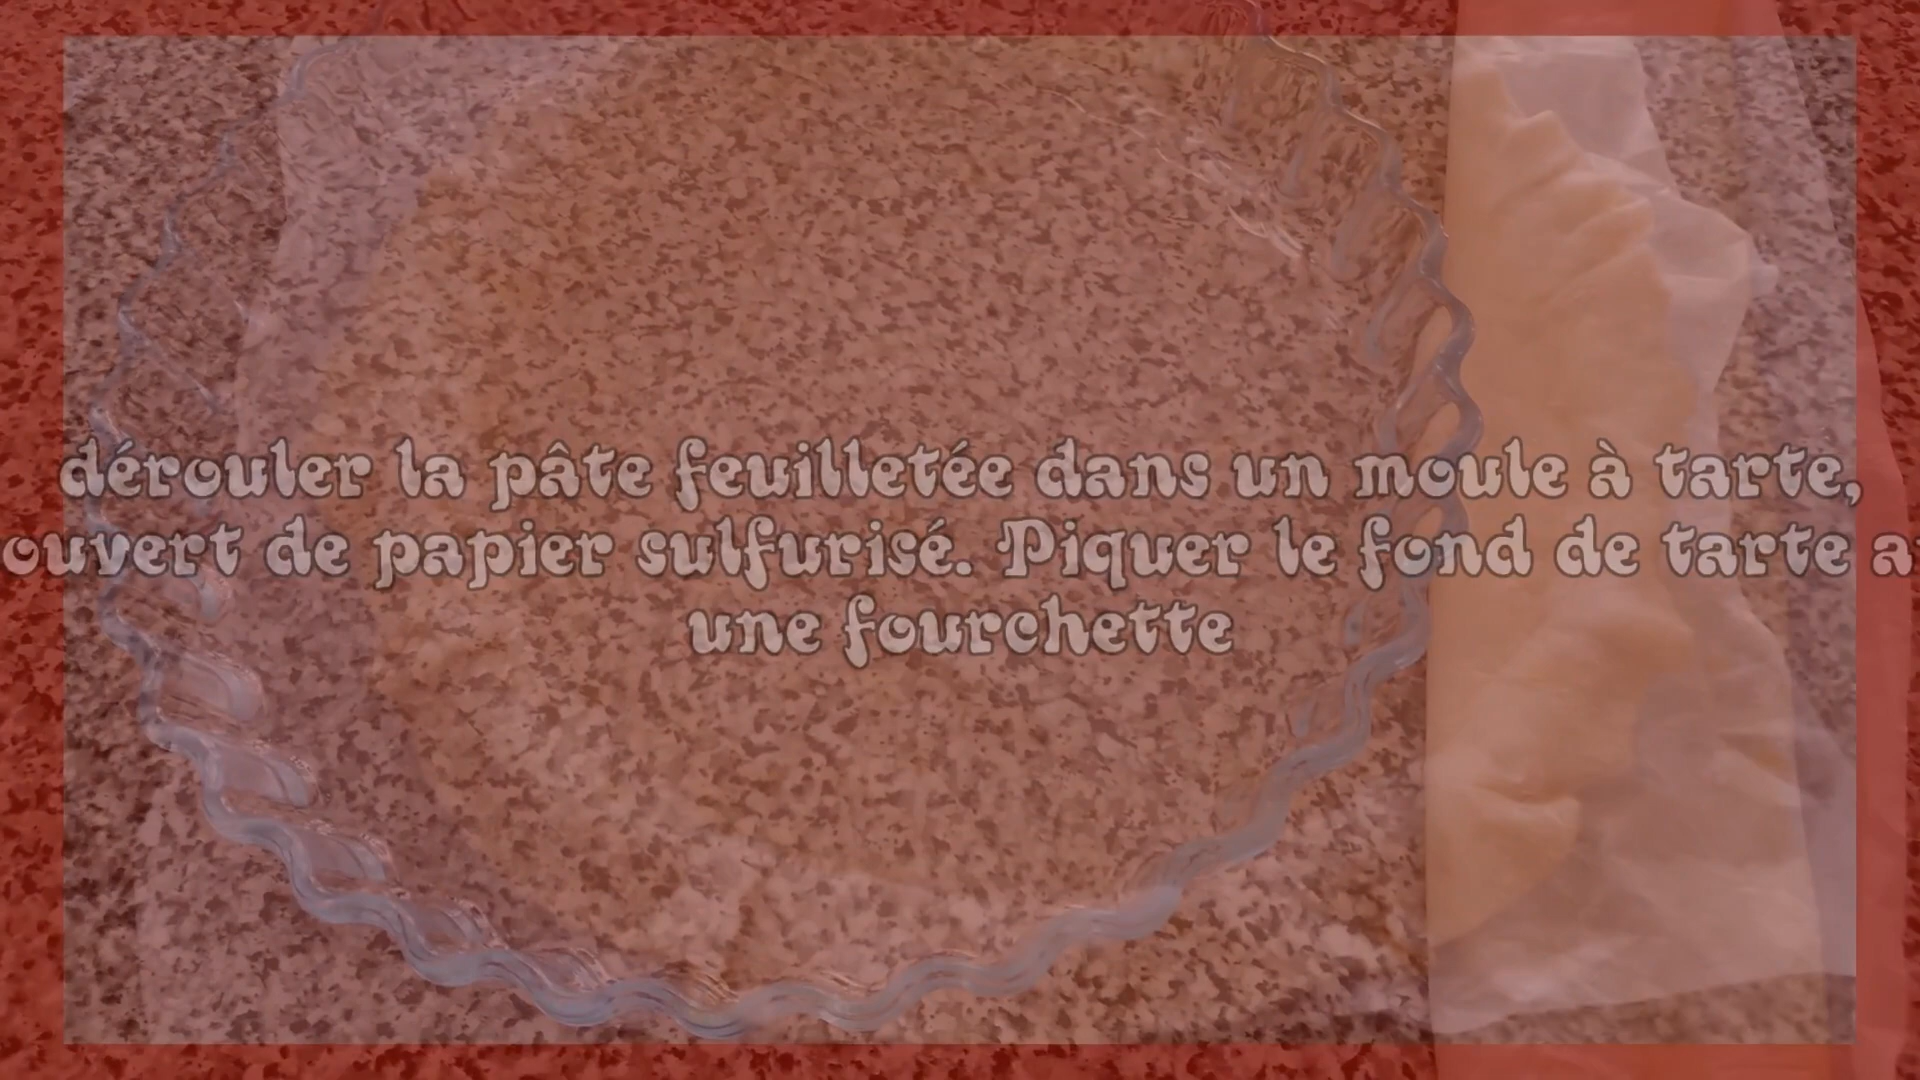 dérouler la pâte feuilletée dans un moule à tarte,
ouvert de papier sulfurisé. Piquer le fond de tarte
une fourchette